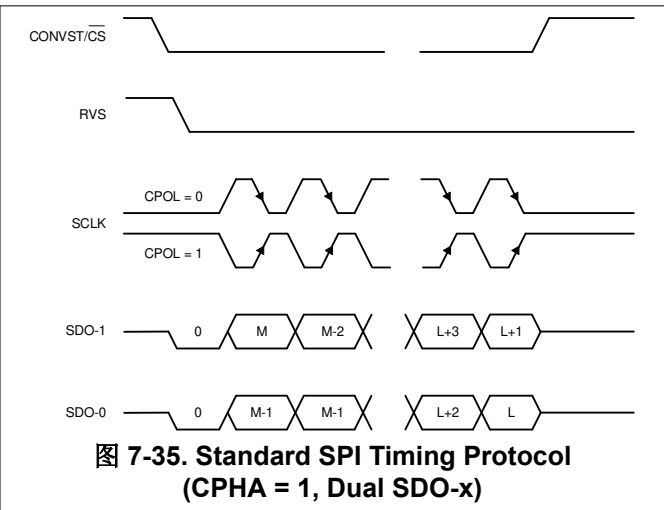 CONVST/CS
RVS
CPOL = 0
SCLK
CPOL = 1
SDO-1 0 M M-2 L+3 L+1
SDO-0 0 M-1 M-1 L+2 L
图 7-35. Standard SPI Timing Protocol
(CPHA = 1, Dual SDO-x)